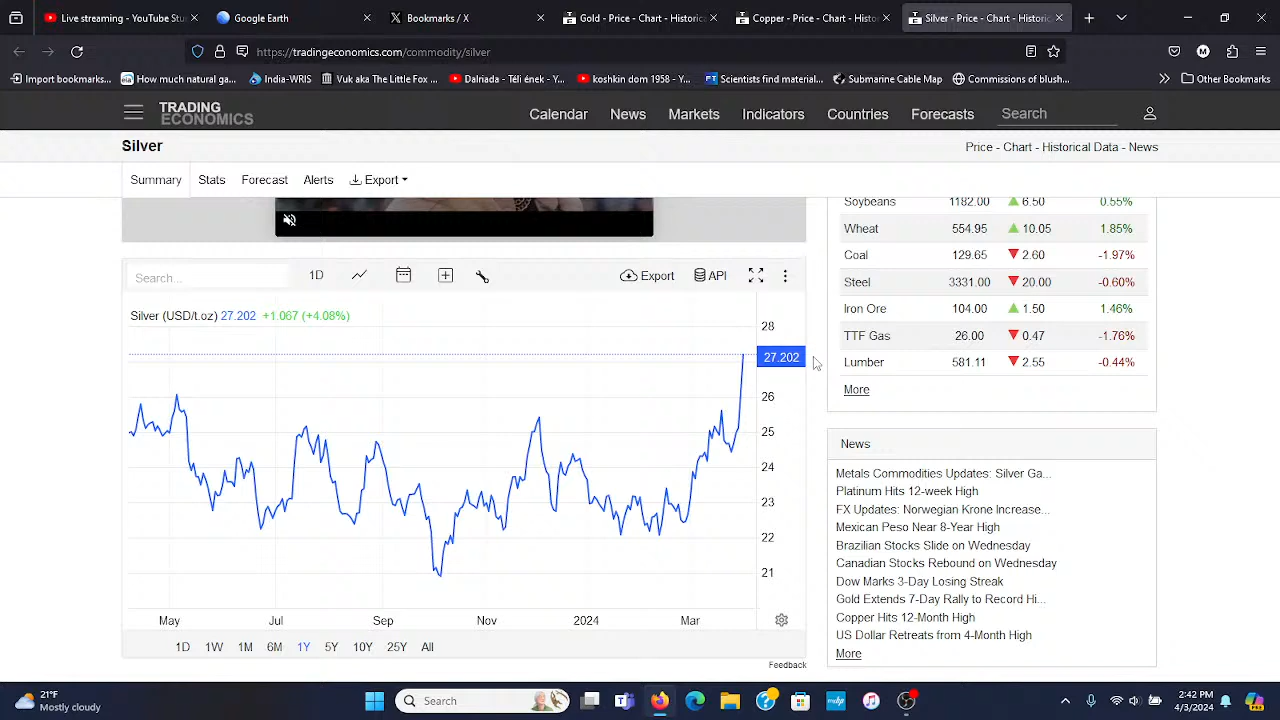 Live streaming - YouTube Stu
Google Earth
Bookmarks / X
Gold - Price - Chart - Historica
Copper - Price - Chart - Histori
Silver - Price - Chart - Historic
https://tradingeconomics.com/commodity/silver
Import bookmarks...
How much natural ga...
India-WRIS
Vuk aka The Little Fox ...
Dalriada - Téli ének - Y...
koshkin dom 1958 - Y...
Scientists find material...
Submarine Cable Map
Commissions of blush...
Other Bookmarks
TRADING
ECONOMICS
Calendar
News
Markets
Indicators
Countries
Forecasts
Search
Silver
Price - Chart - Historical Data - News
Summary
Stats
Forecast
Alerts
Export
Soybeans 1182.00 6.50 0.55%
Wheat 554.95 10.05 1.85%
Coal 129.65 2.60 -1.97%
Steel 3331.00 20.00 -0.60%
Iron Ore 104.00 1.50 1.46%
TTF Gas 26.00 0.47 -1.76%
Lumber 581.11 2.55 -0.44%
More
Search...
1D
Export
API
Silver (USD/t.oz) 27.202 +1.067 (+4.08%)
28
27.202
26
25
24
23
22
21
May
Jul
Sep
Nov
2024
Mar
1D 1W 1M 6M 1Y 5Y 10Y 25Y All
Feedback
News
Metals Commodities Updates: Silver Ga...
Platinum Hits 12-week High
FX Updates: Norwegian Krone Increase...
Mexican Peso Near 8-Year High
Brazilian Stocks Slide on Wednesday
Canadian Stocks Rebound on Wednesday
Dow Marks 3-Day Losing Streak
Gold Extends 7-Day Rally to Record Hi...
Copper Hits 12-Month High
US Dollar Retreats from 4-Month High
More
21°F
Mostly cloudy
Search
2:42 PM
4/3/2024